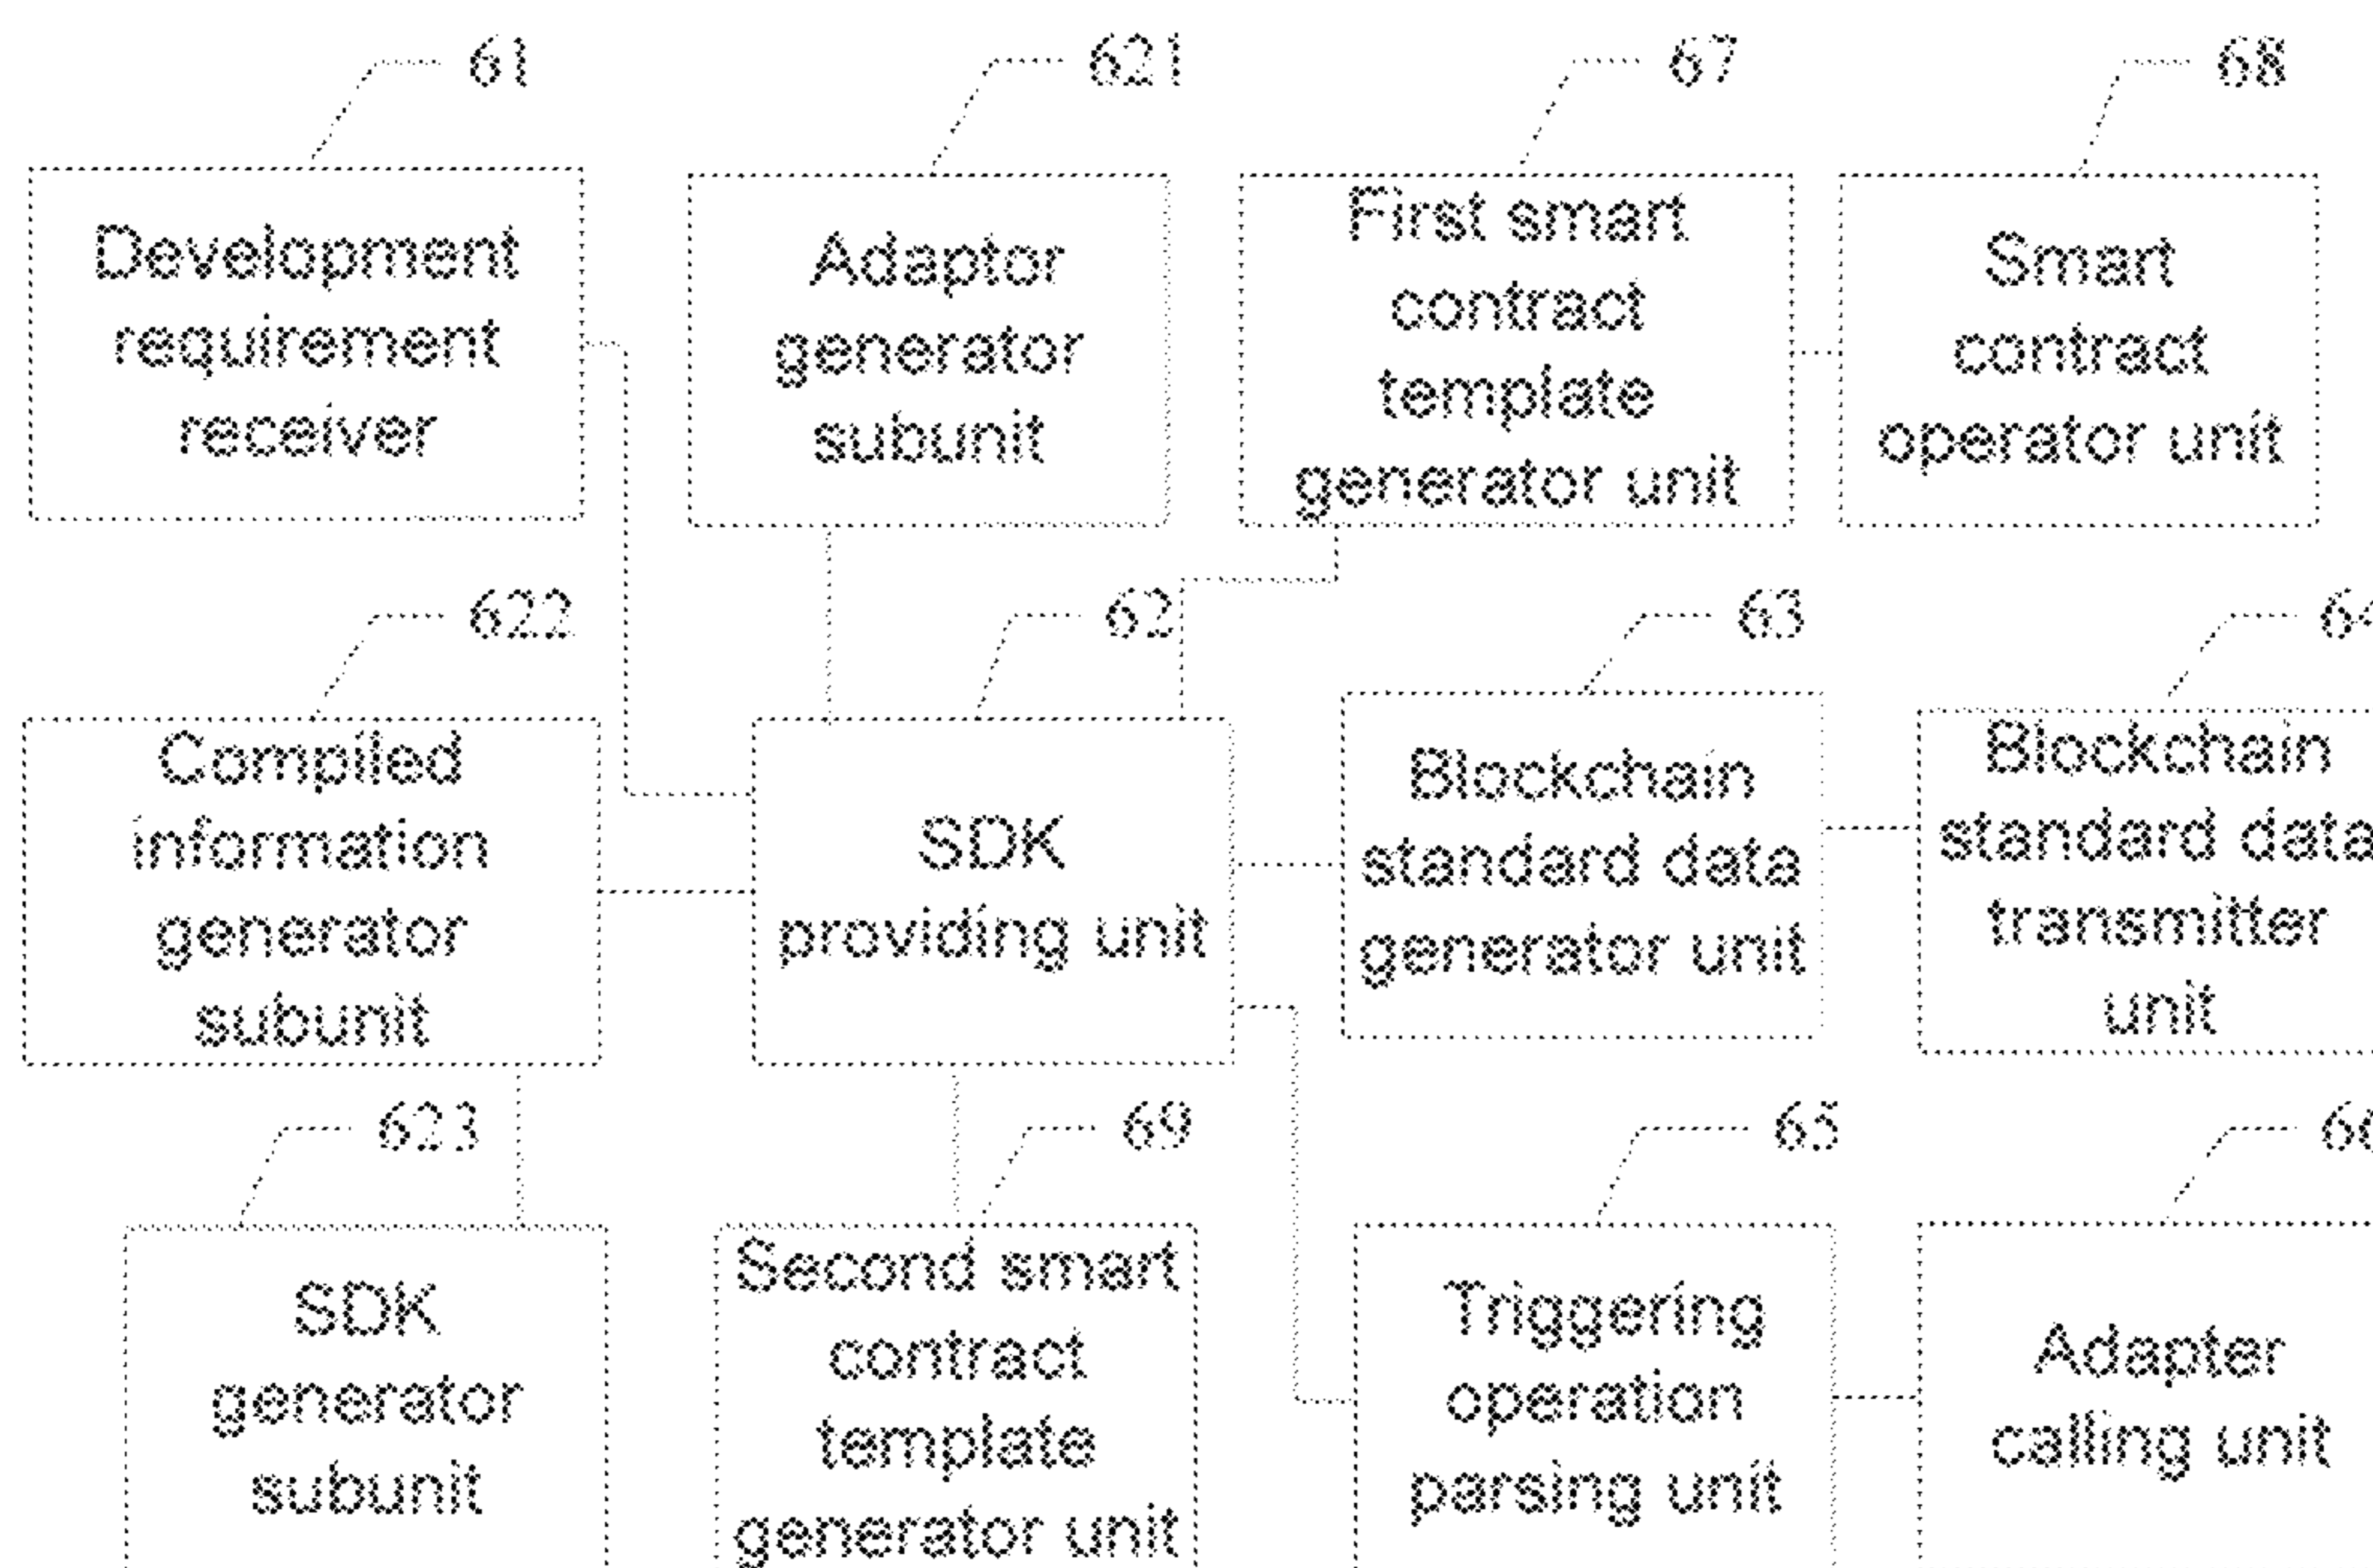 61
621
67
68
Development
requirement
receiver
Adaptor
generator
subunit
First smart
contract
template
generator unit
Smart
contract
operator unit
622
62
63
Compiled
information
generator
subunit
SDK
providing unit
Blockchain
standard data
generator unit
Blockchain
standard data
transmitter
unit
623
69
65
SDK
generator
subunit
Second smart
contract
template
generator unit
Triggering
operation
parsing unit
Adapter
calling unit